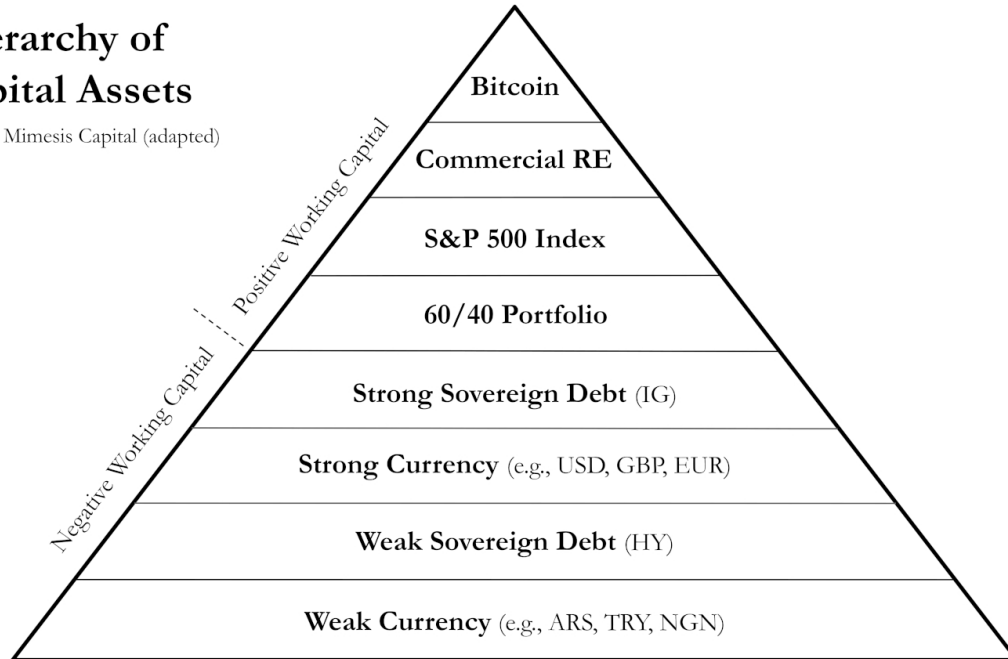 erarchy of
pital Assets
Mimesis Capital (adapted)
Bitcoin
Commercial RE
S&P 500 Index
60/40 Portfolio
Strong Sovereign Debt (IG)
Strong Currency (e.g., USD, GBP, EUR)
Weak Sovereign Debt (HY)
Weak Currency (e.g., ARS, TRY, NGN)
Positive Working Capital
Negative Working Capital